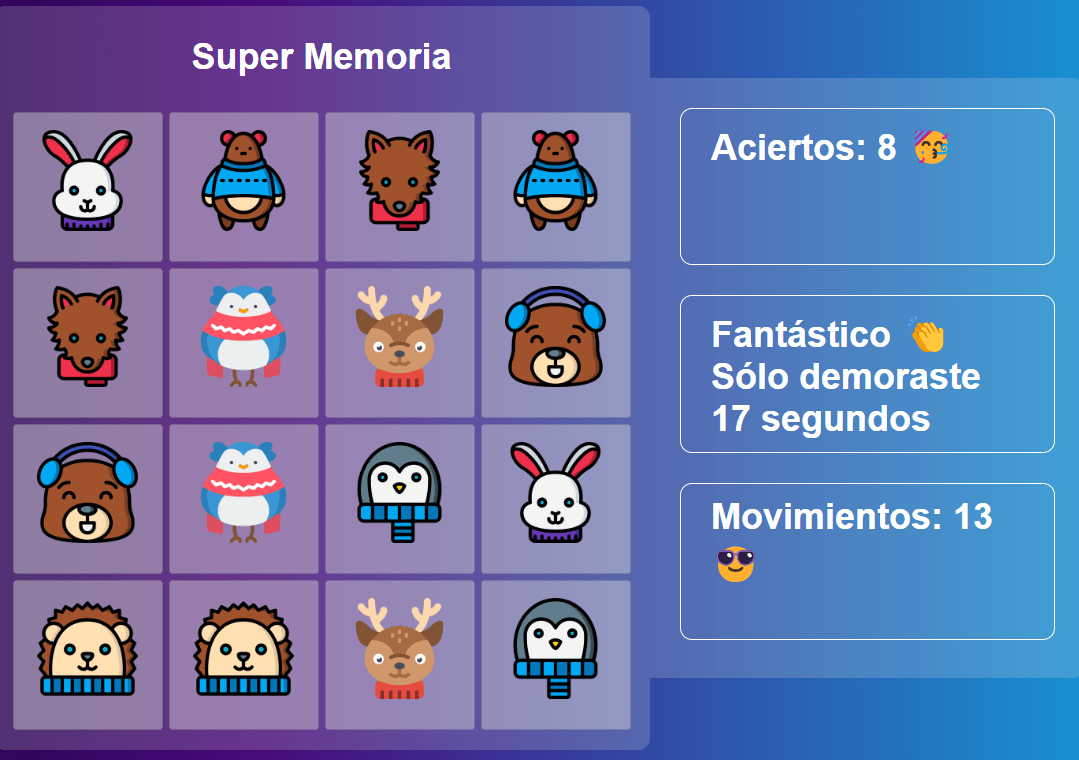 Super Memoria
Aciertos: 8 🥳
Fantástico 👏
Sólo demoraste
17 segundos
Movimientos: 13
😎